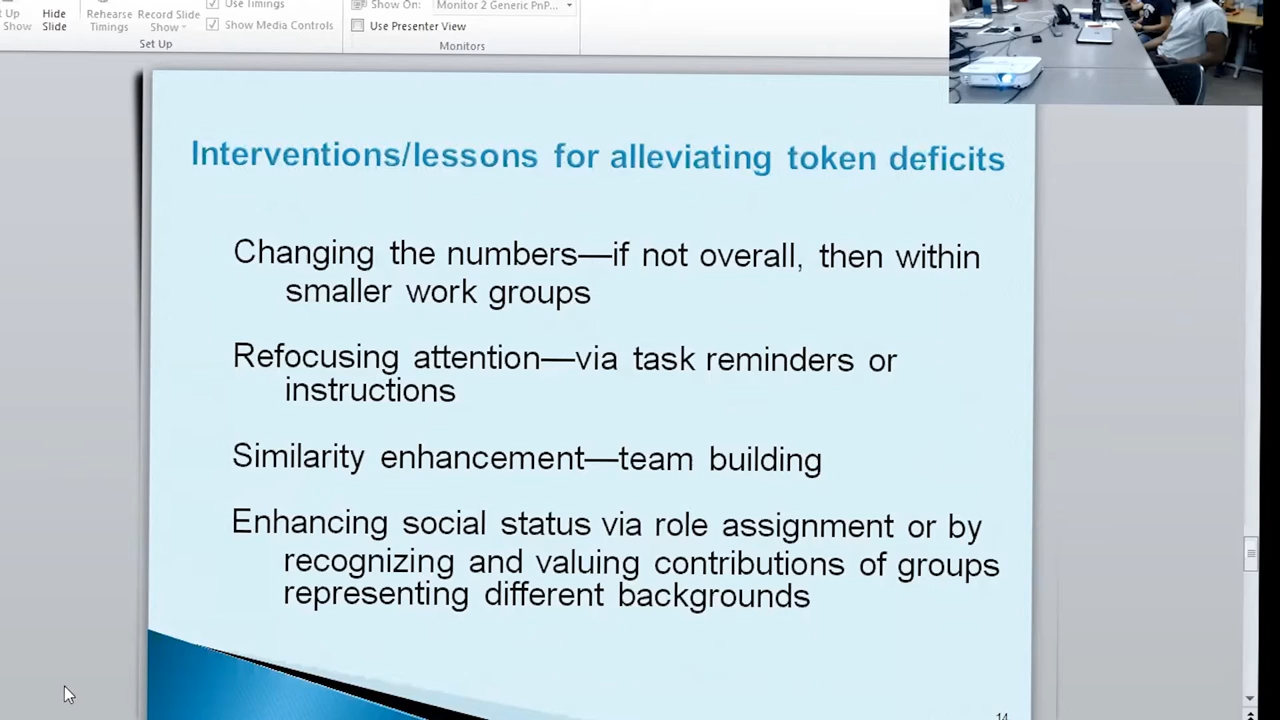 Hide
Slide
Rehearse
Timings
Record Slide
Show
Set Up
Use Timings
Show Media Controls
Show On:
Monitor 2 Generic PnP...
Use Presenter View
Monitors
Interventions/lessons for alleviating token deficits
Changing the numbers—if not overall, then within
smaller work groups
Refocusing attention—via task reminders or
instructions
Similarity enhancement—team building
Enhancing social status via role assignment or by
recognizing and valuing contributions of groups
representing different backgrounds
14